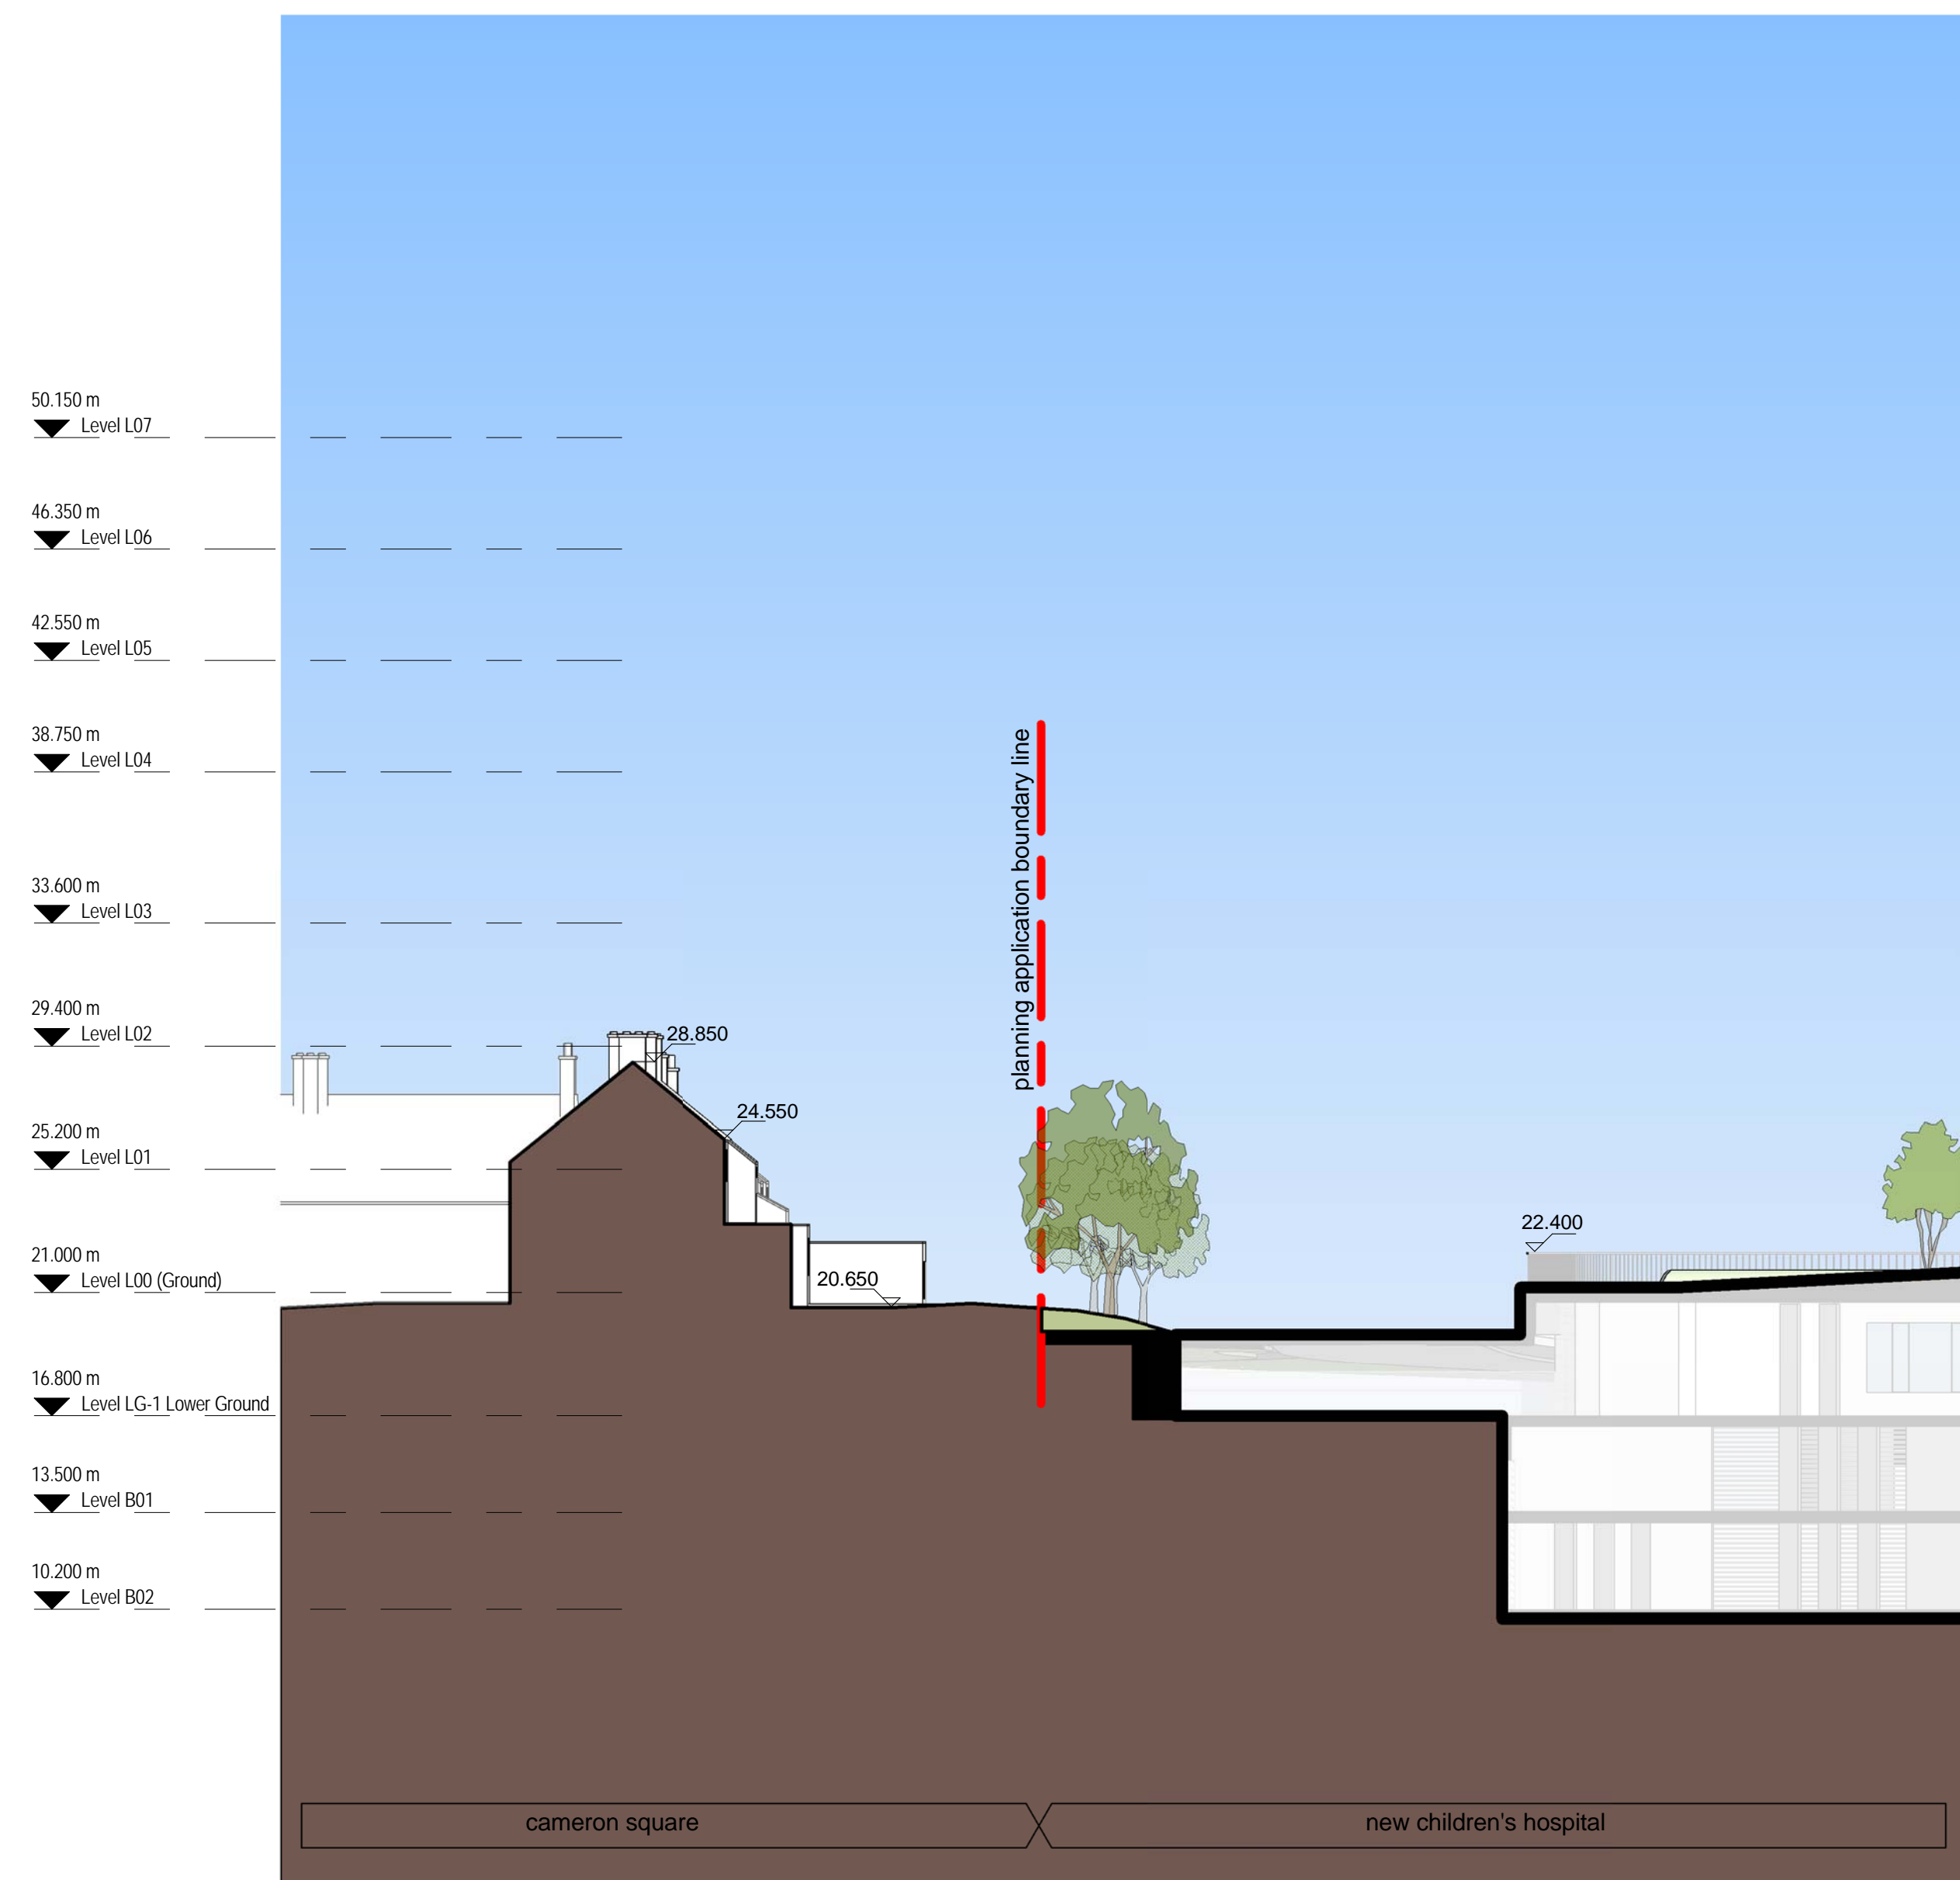 50.150 m
Level L07
46.350 m
Level L06
42.550 m
Level L05
38.750 m
Level L04
planning application boundary line
33.600 m
Level L03
29.400 m
Level L02
28.850
24.550
25.200 m
Level L01
22.400
21.000 m
Level L00 (Ground)
20.650
16.800 m
Level LG-1 Lower Ground
13.500 m
Level B01
10.200 m
Level B02
cameron square
new children's hospital